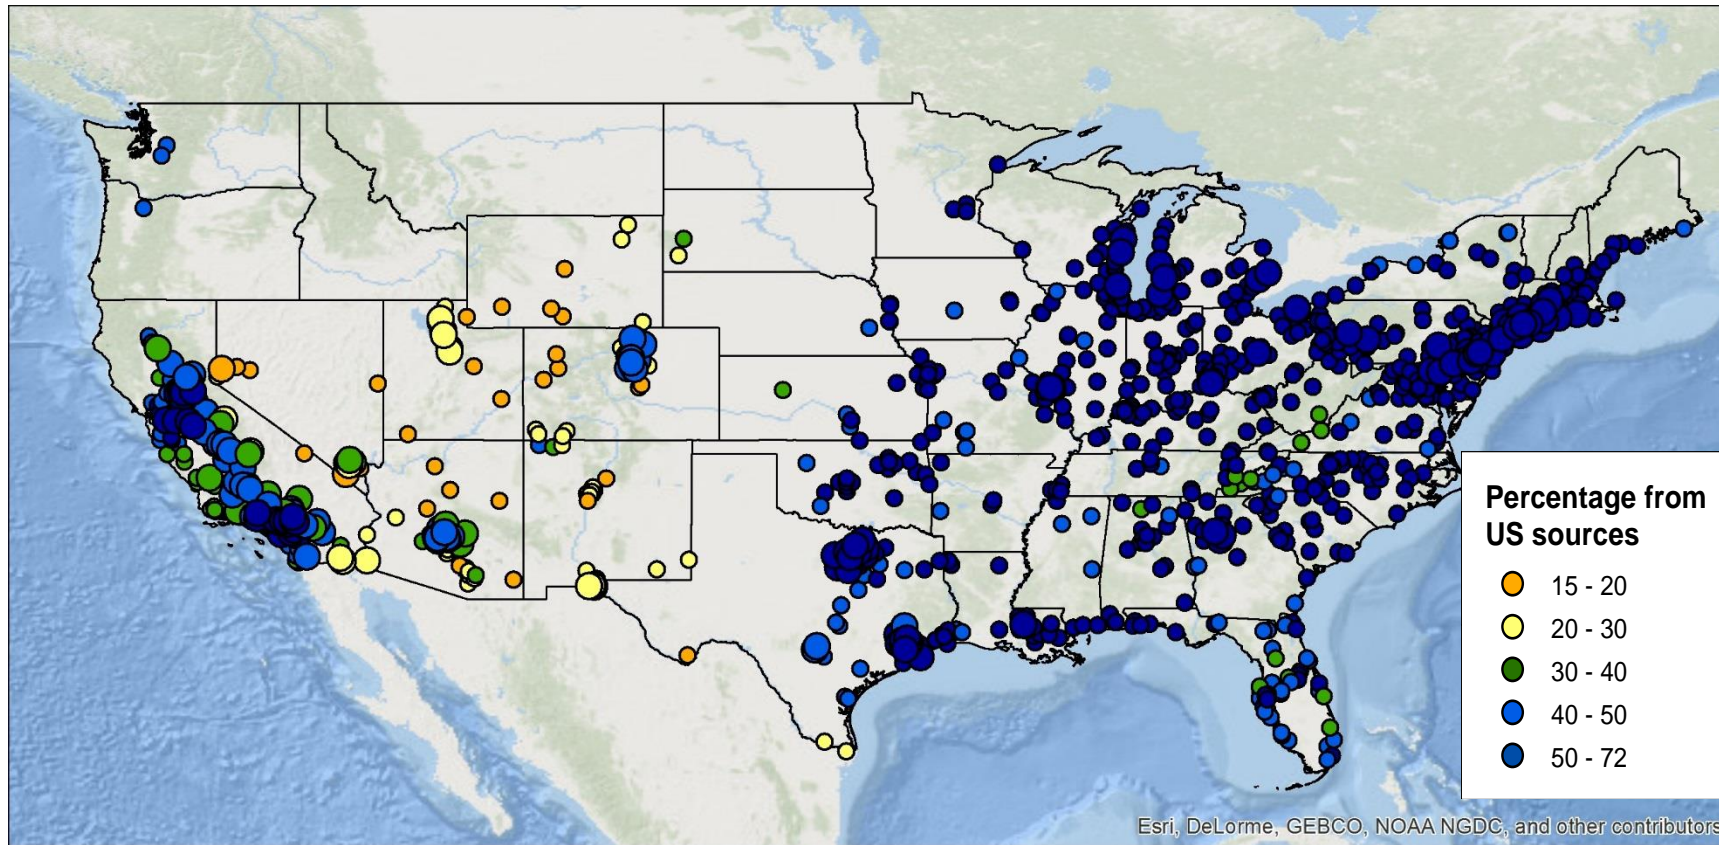 Percentage from
US sources
15 - 20
20 - 30
30 - 40
40 - 50
50 - 72
Esri, DeLorme, GEBCO, NOAA NGDC, and other contributors